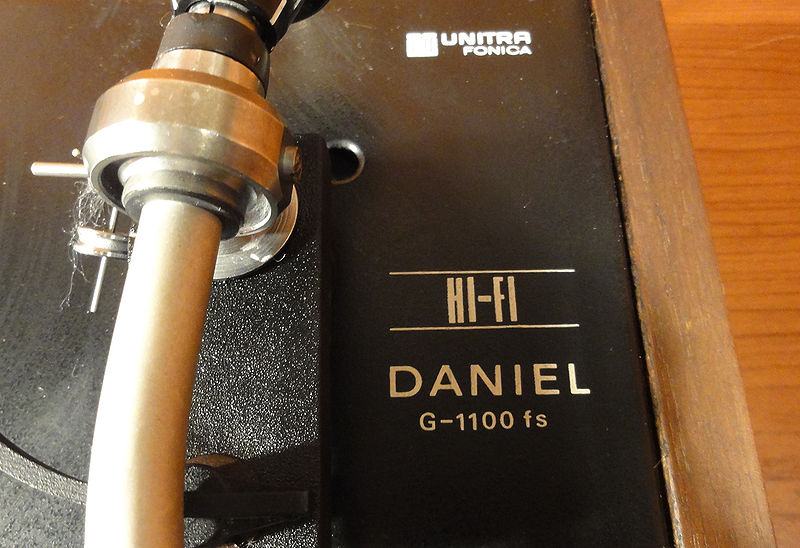 UNITRA
FONICA
HI-FI
DANIEL
G-1100 fs